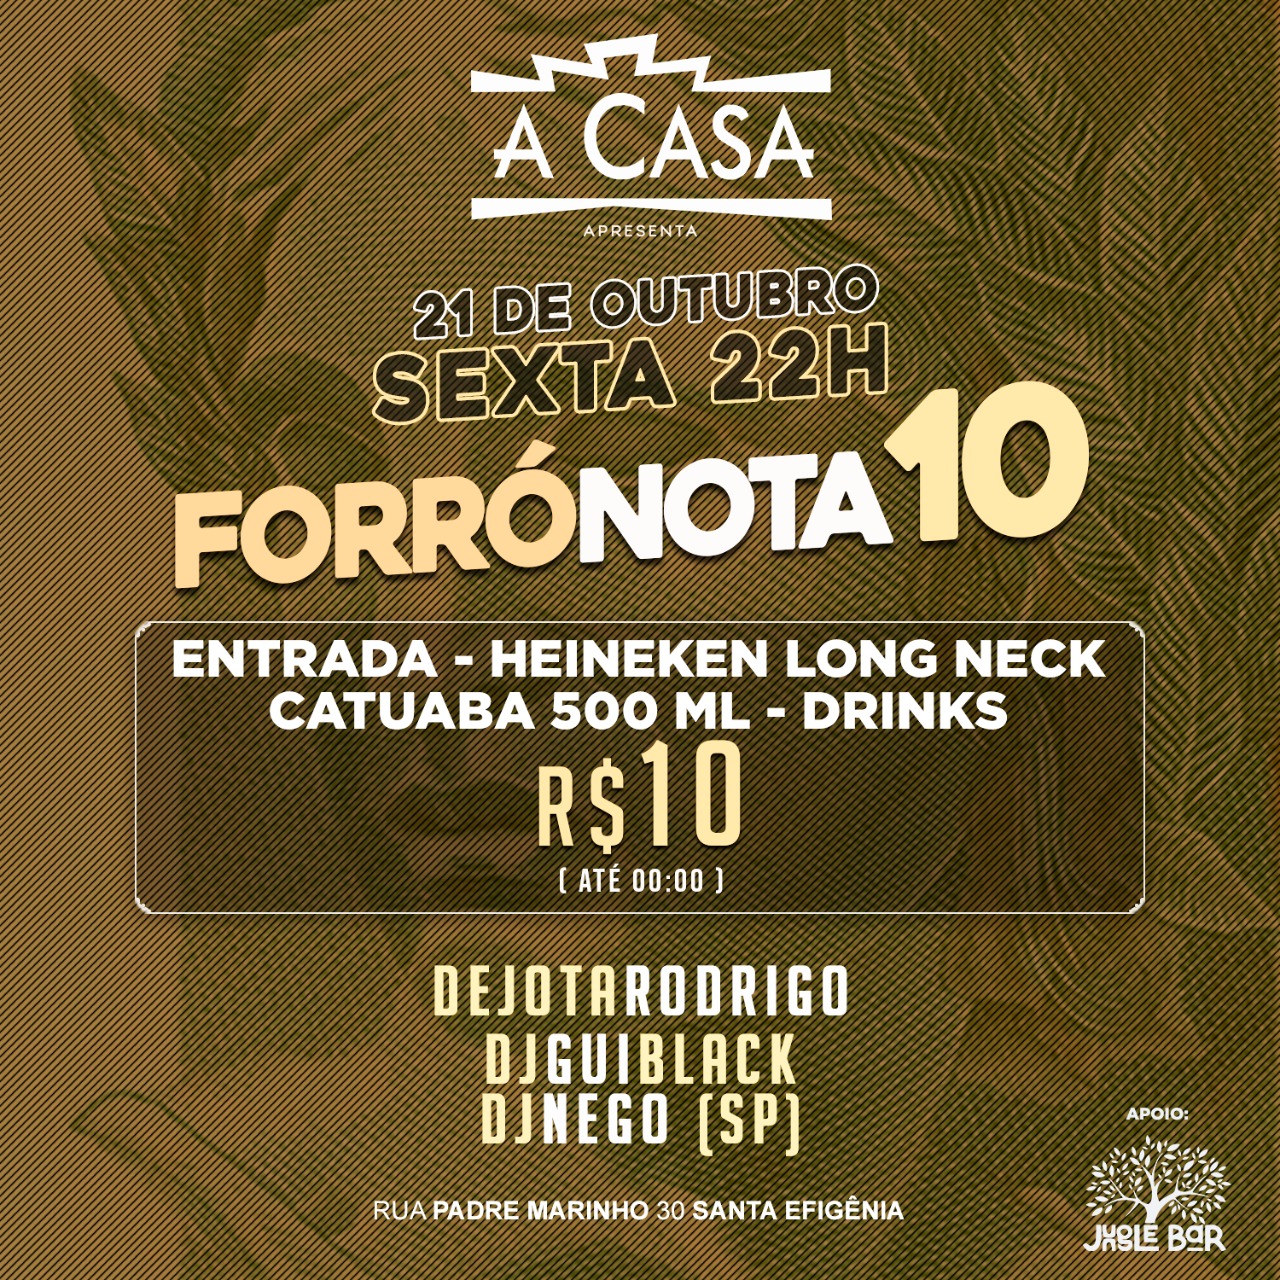 A CASA
APRESENTA
21 DE OUTUBRO
SEXTA 22H
FORRÓNOTA10
ENTRADA - HEINEKEN LONG NECK
CATUABA 500 ML - DRINKS
R$10
( ATÉ 00:00 )
DEJOTARODRIGO
DJGUIBLACK
DJNEGO (SP)
RUA PADRE MARINHO 30 SANTA EFIGÊNIA
APOIO:
JUNGLE BAR